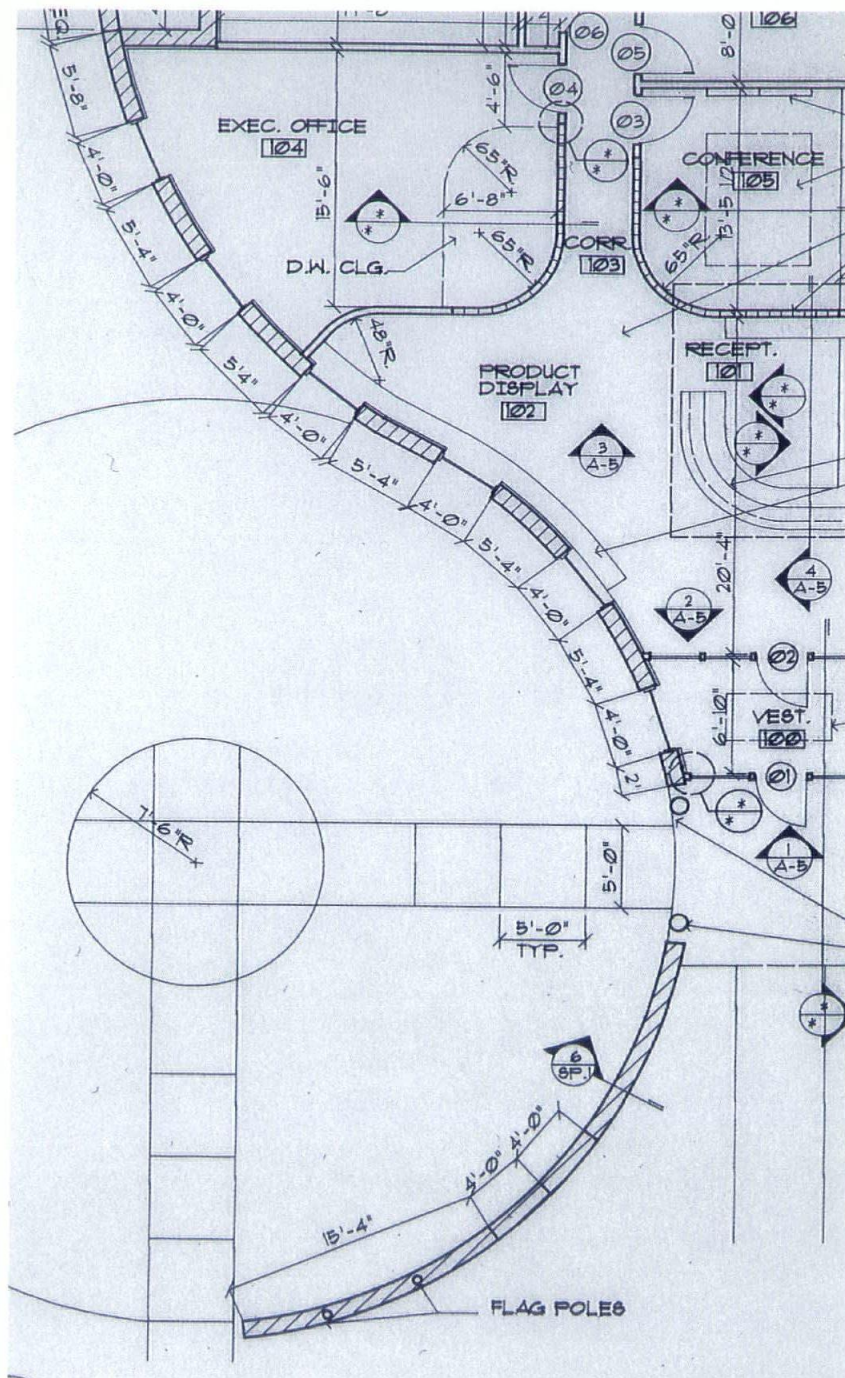 106
06
05
8'-0"
5'-8"
04
4'-6"
03
EXEC. OFFICE
104
4'-0"
65"R.
*
*
CONFERENCE
105
15'-6"
6'-8"
*
*
*
*
5'-4"
65"R.
CORR.
103
65"R.
D.W. CLG.
4'-0"
48"R.
RECEPT.
101
5'4"
PRODUCT
DISPLAY
102
*
*
4'-0"
*
*
3
A-5
5'-4"
4'-0"
5'-4"
20'-4"
4
A-5
4'-0"
2
A-5
5'-4"
02
4'-0"
6'-10"
VEST.
100
2'
01
*
*
7'-6"R
1
A-5
5'-0"
5'-0"
TYP.
*
*
6
SP.1
4'-0"
4'-0"
15'-4"
FLAG POLES